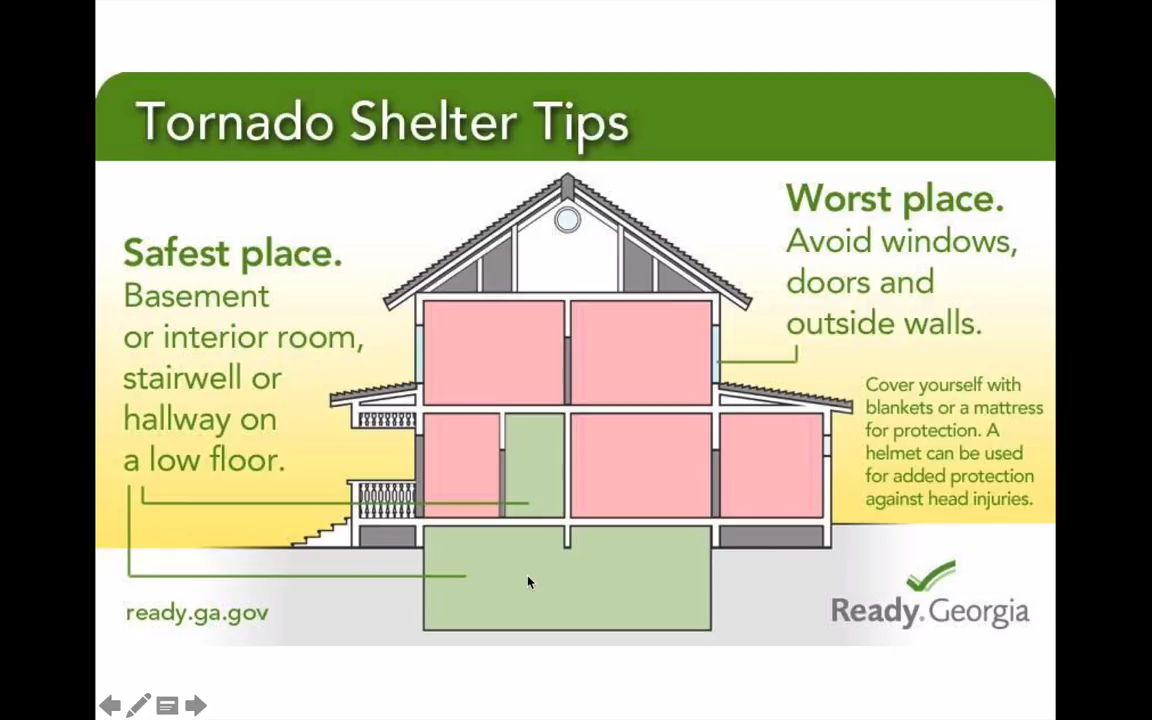 Tornado Shelter Tips
Safest place.
Basement
or interior room,
stairwell or
hallway on
a low floor.
Worst place.
Avoid windows,
doors and
outside walls.
Cover yourself with
blankets or a mattress
for protection. A
helmet can be used
for added protection
against head injuries.
ready.ga.gov
Ready. Georgia